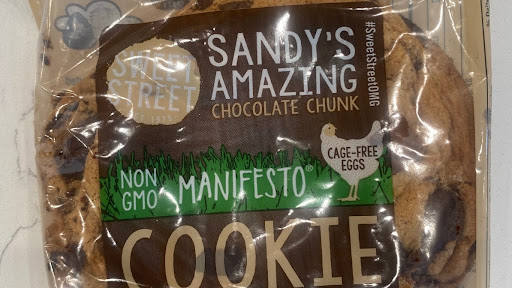 SWEET
STREET
SANDY'S
AMAZING
CHOCOLATE CHUNK
#SweetStreetOMG
CAGE-FREE
EGGS
NON
GMO
MANIFESTO®
COOKIE